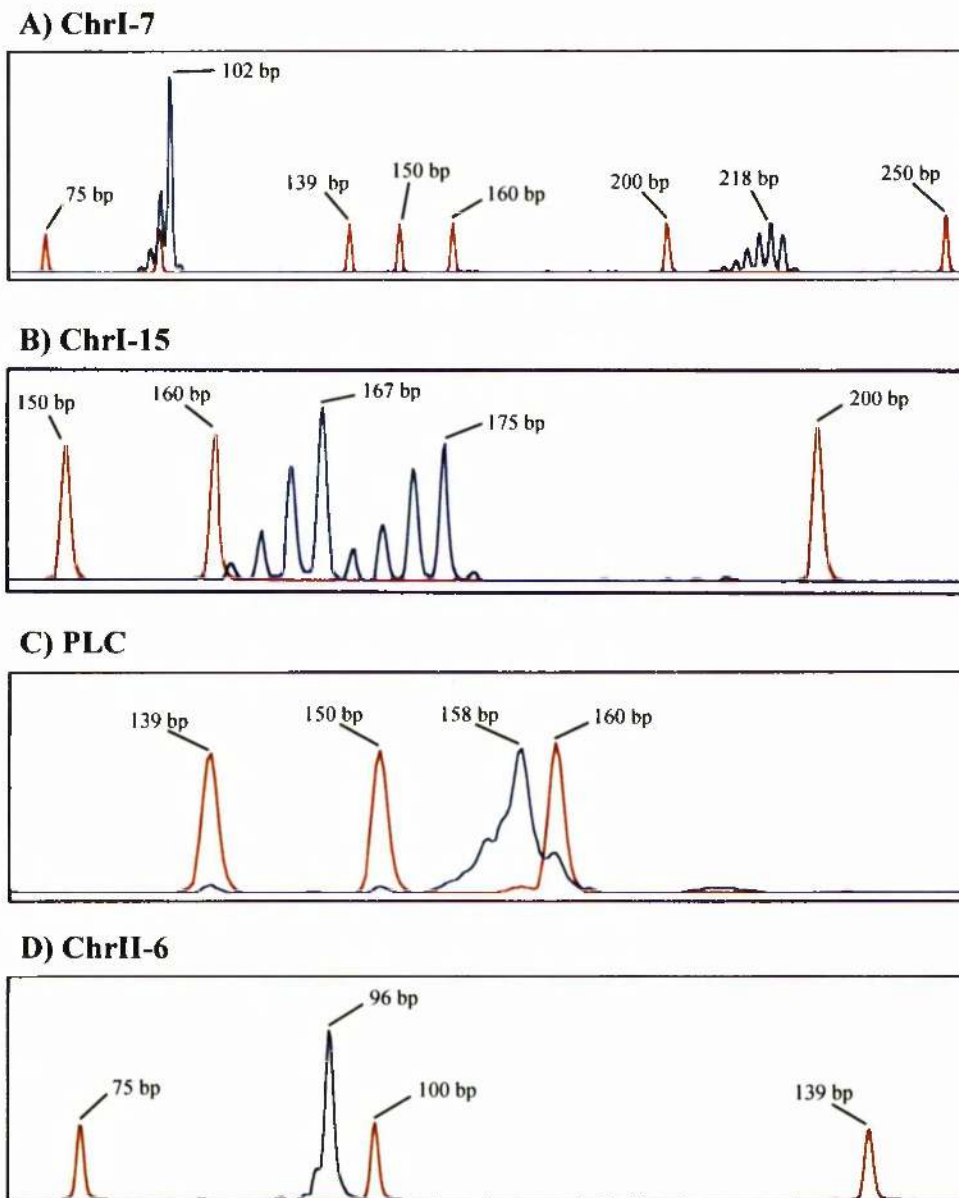 A) ChrI-7
102 bp
75 bp
139 bp
150 bp
160 bp
200 bp
218 bp
250 bp
B) ChrI-15
150 bp
160 bp
167 bp
175 bp
200 bp
C) PLC
139 bp
150 bp
158 bp
160 bp
D) ChrII-6
96 bp
75 bp
100 bp
139 bp